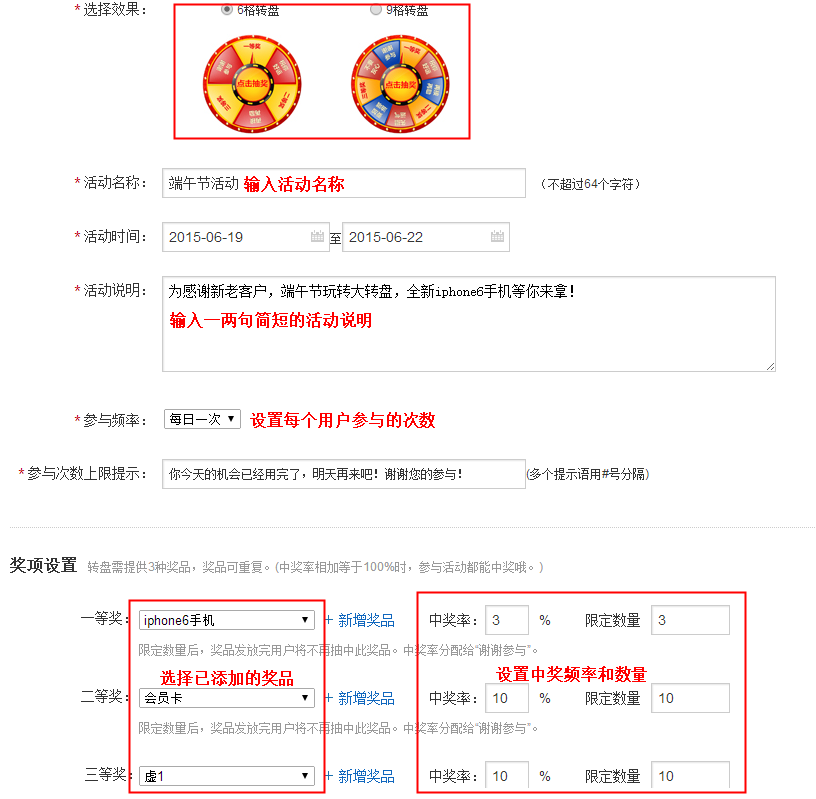 *选择效果： 6格转盘 9格转盘
一等奖 点击抽奖 二等奖 三等奖
一等奖 点击抽奖 二等奖 三等奖
*活动名称： 端午节活动 输入活动名称 （不超过64个字符）
*活动时间： 2015-06-19 至 2015-06-22
*活动说明： 为感谢新老客户，端午节玩转大转盘，全新iphone6手机等你来拿！
输入一两句简短的活动说明
*参与频率： 每日一次 设置每个用户参与的次数
*参与次数上限提示： 你今天的机会已经用完了，明天再来吧！谢谢您的参与！ (多个提示语用#号分隔)
奖项设置 转盘需提供3种奖品，奖品可重复。(中奖率相加等于100%时，参与活动都能中奖哦。)
一等奖： iphone6手机 + 新增奖品 中奖率： 3 % 限定数量 3
限定数量后，奖品发放完用户将不再抽中此奖品。中奖率分配给“谢谢参与”。
选择已添加的奖品 设置中奖频率和数量
二等奖： 会员卡 + 新增奖品 中奖率： 10 % 限定数量 10
限定数量后，奖品发放完用户将不再抽中此奖品。中奖率分配给“谢谢参与”。
三等奖： 虚1 + 新增奖品 中奖率： 10 % 限定数量 10